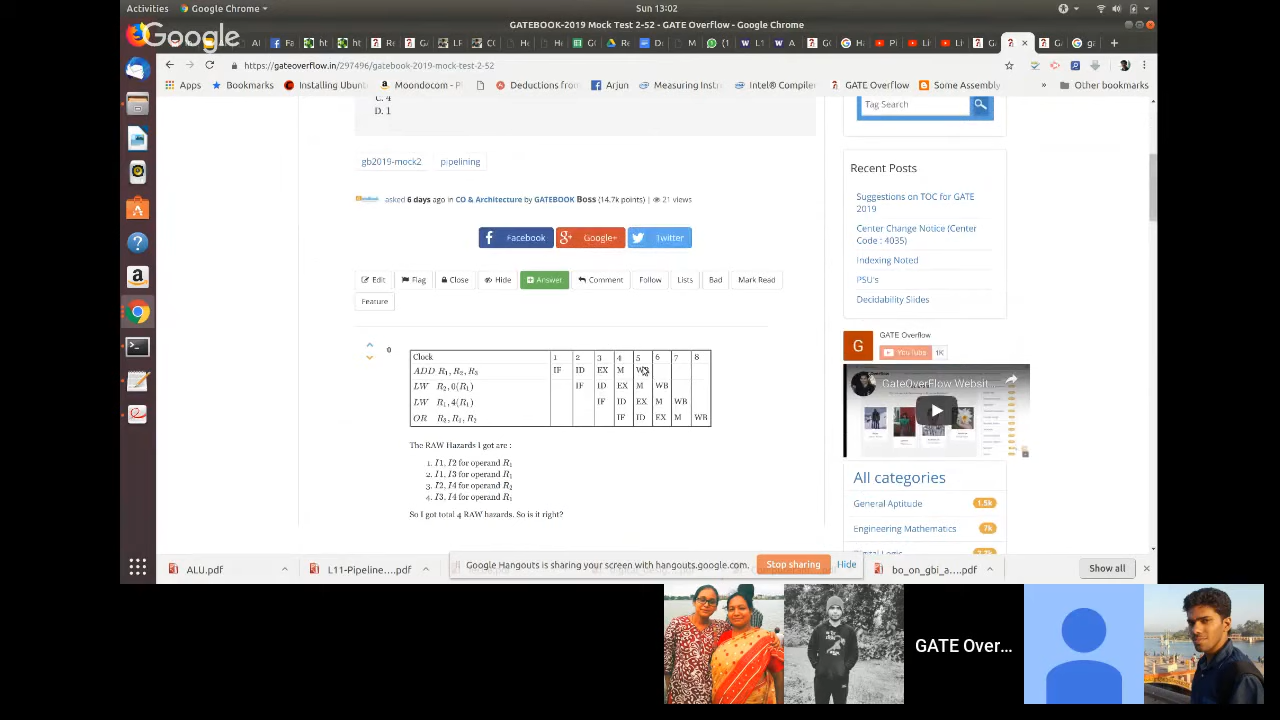 Activities Google Chrome Sun 13:02
GATEBOOK-2019 Mock Test 2-52 - GATE Overflow - Google Chrome
Google
https://gateoverflow.in/297496/gatebook-2019-mock-test-2-52
Apps Bookmarks Installing Ubunt Moondocom - P Deductions from Arjun Measuring Instr Intel® Compiler GATE Overflow Some Assembly » Other bookmarks
C. 4
D. 1
Tag Search
gb2019-mock2 pipelining
asked 6 days ago in CO & Architecture by GATEBOOK Boss (14.7k points) | 21 views
Facebook Google+ Twitter
Edit Flag Close Hide Answer Comment Follow Lists Bad Mark Read
Feature
0
Clock 1 2 3 4 5 6 7 8
ADD R1, R2, R3 IF ID EX M WB
LW R2, 0(R1) IF ID EX M WB
LW R1, 4(R1) IF ID EX M WB
OR R3, R1, R2 IF ID EX M WB
The RAW Hazards I got are :
1. I1, I2 for operand R1
2. I1, I3 for operand R1
3. I2, I4 for operand R2
4. I3, I4 for operand R1
So I got total 4 RAW hazards. So is it right?
Recent Posts
Suggestions on TOC for GATE
2019
Center Change Notice (Center
Code : 4035)
Indexing Noted
PSU's
Decidability Slides
G GATE Overflow
YouTube 1K
GateOverFlow Websit...
All categories
General Aptitude 1.5k
Engineering Mathematics 7k
Digital Logic
Google Hangouts is sharing your screen with hangouts.google.com. Stop sharing Hide
ALU.pdf L11-Pipeline....pdf bo_on_gbi_a....pdf Show all
GATE Over...